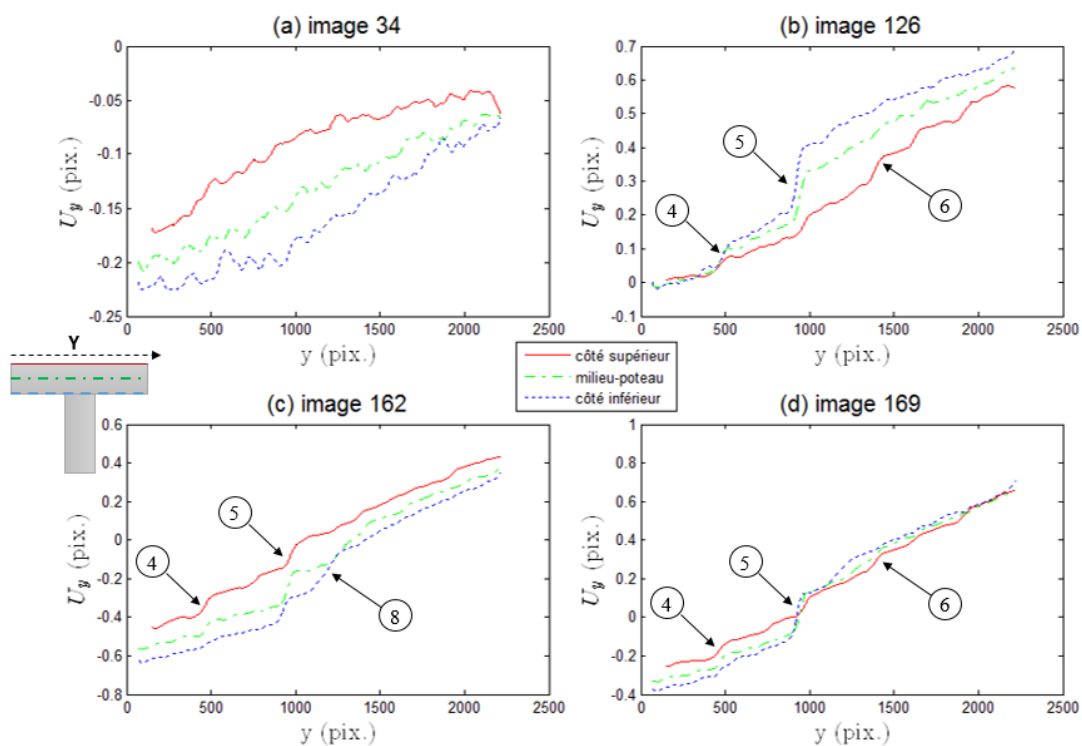 (a) image 34
0
-0.05
-0.1
-0.15
-0.2
-0.25
U_y (pix.)
0 500 1000 1500 2000 2500
y (pix.)
(b) image 126
0.7
0.6
0.5
0.4
0.3
0.2
0.1
0
-0.1
U_y (pix.)
4
5
6
0 500 1000 1500 2000 2500
y (pix.)
Y
côté supérieur
milieu-poteau
côté inférieur
(c) image 162
0.6
0.4
0.2
0
-0.2
-0.4
-0.6
-0.8
U_y (pix.)
4
5
8
0 500 1000 1500 2000 2500
y (pix.)
(d) image 169
1
0.8
0.6
0.4
0.2
0
-0.2
-0.4
U_y (pix.)
4
5
6
0 500 1000 1500 2000 2500
y (pix.)